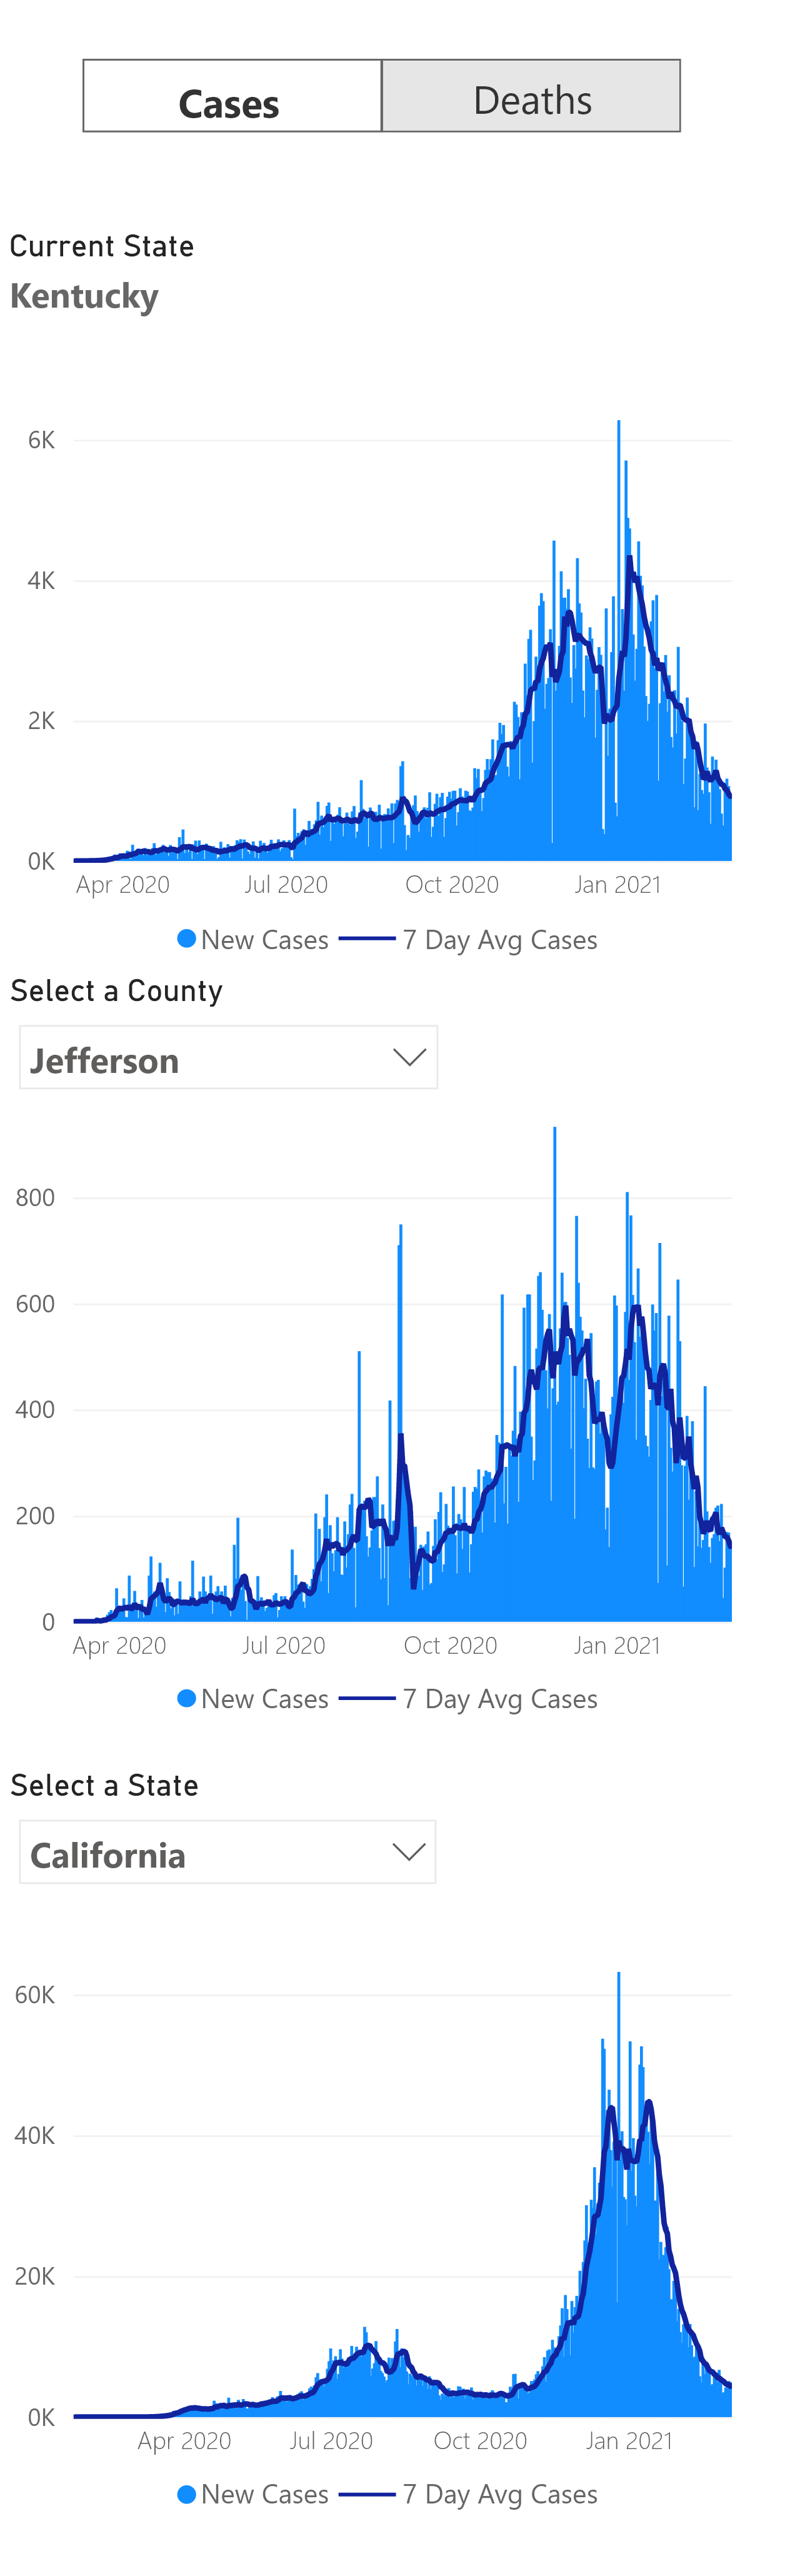 Cases Deaths
Current State
Kentucky
6K
4K
2K
0K
Apr 2020 Jul 2020 Oct 2020 Jan 2021
New Cases 7 Day Avg Cases
Select a County
Jefferson
800
600
400
200
0
Apr 2020 Jul 2020 Oct 2020 Jan 2021
New Cases 7 Day Avg Cases
Select a State
California
60K
40K
20K
0K
Apr 2020 Jul 2020 Oct 2020 Jan 2021
New Cases 7 Day Avg Cases